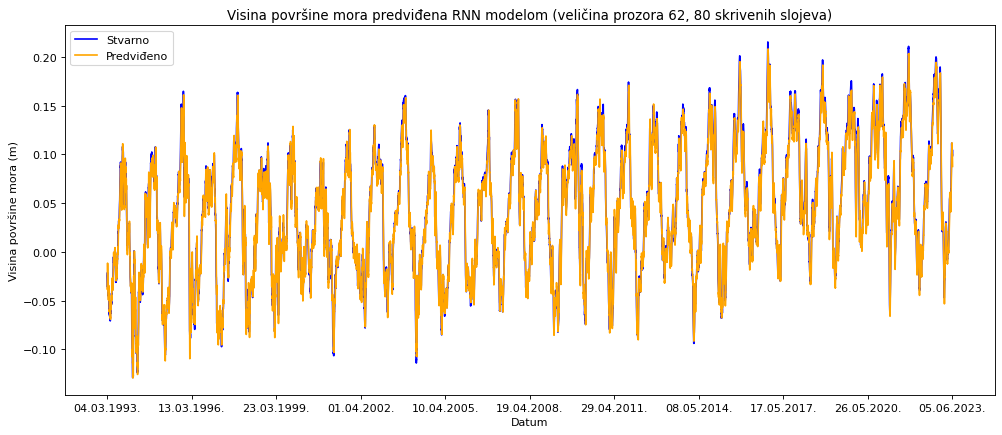 Visina površine mora predviđena RNN modelom (veličina prozora 62, 80 skrivenih slojeva)
Stvarno
Predviđeno
Visina površine mora (m)
0.20
0.15
0.10
0.05
0.00
−0.05
−0.10
04.03.1993. 13.03.1996. 23.03.1999. 01.04.2002. 10.04.2005. 19.04.2008. 29.04.2011. 08.05.2014. 17.05.2017. 26.05.2020. 05.06.2023.
Datum